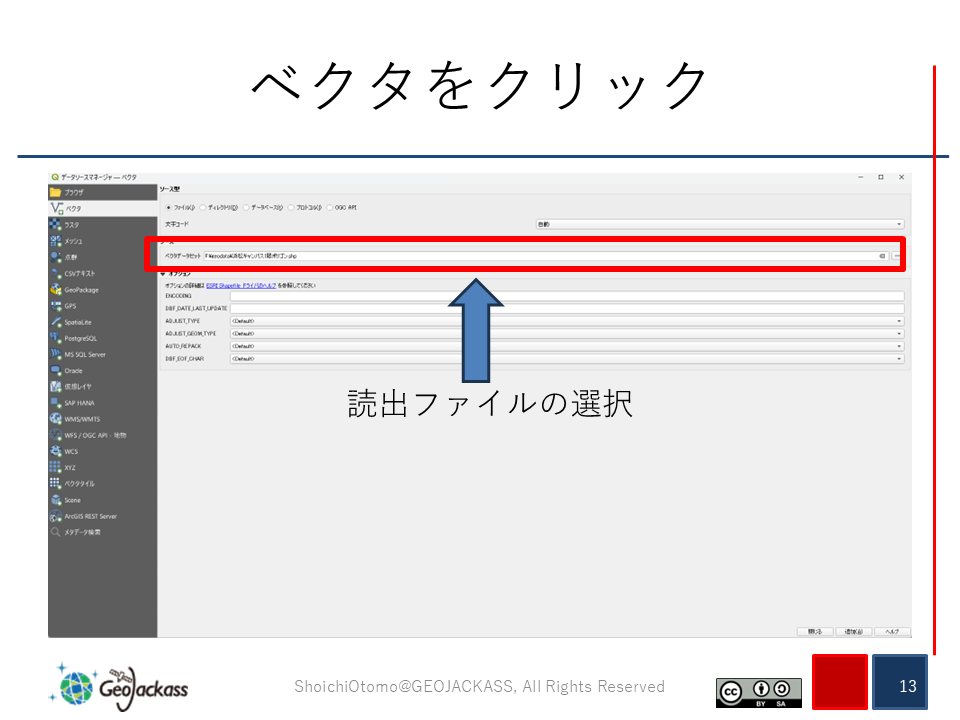 ベクタをクリック
データソースマネージャ — ベクタ
ブラウザ
ベクタ
ラスタ
メッシュ
点群
CSVテキスト
GeoPackage
GPS
SpatiaLite
PostgreSQL
MS SQL Server
Oracle
仮想レイヤ
SAP HANA
WMS/WMTS
WFS / OGC API - 地物
WCS
XYZ
ベクタタイル
Scene
ArcGIS REST Server
メタデータ検索
ソース型
ファイル(F) ディレクトリ(D) データベース(I) プロトコル(I) OGC API
文字コード 自動
ベクタデータセット
オプション
オプションの詳細は ESRI Shapefile ドライバのヘルプ を参照してください
ENCODING
DBF_DATE_LAST_UPDATE
ADJUST_TYPE <Default>
ADJUST_GEOM_TYPE <Default>
AUTO_REPACK <Default>
DBF_EOF_CHAR <Default>
読出ファイルの選択
閉じる 追加(A) ヘルプ
GeoJackass
ShoichiOtomo@GEOJACKASS, All Rights Reserved
CC BY SA
13